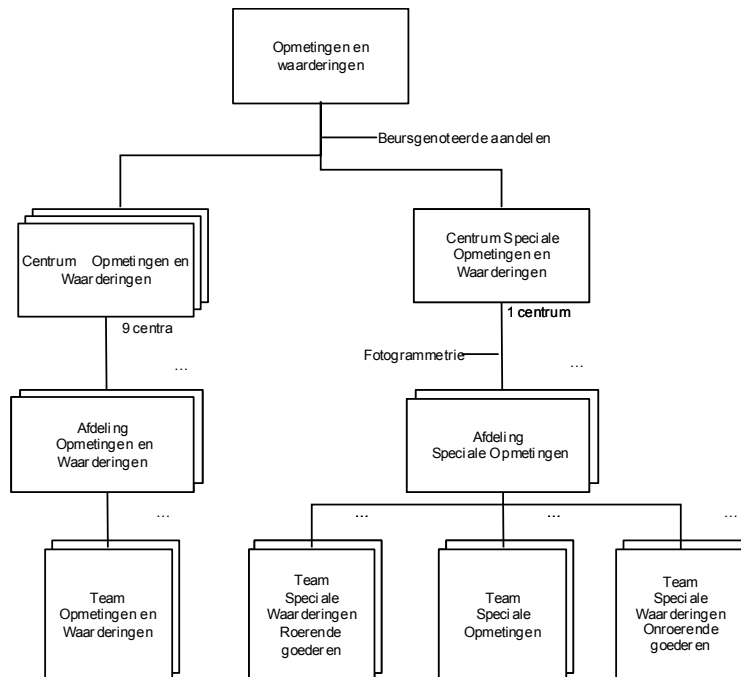 Opmetingen en
waarderingen
Beursgenoteerde aandelen
Centrum Opmetingen en
Waarderingen
9 centra
...
Centrum Speciale
Opmetingen en
Waarderingen
1 centrum
Fotogrammetrie
...
Afdeling
Opmetingen en
Waarderingen
...
Afdeling
Speciale Opmetingen
...
...
...
Team
Opmetingen en
Waarderingen
Team
Speciale
Waarderingen
Roerende
goederen
Team
Speciale
Opmetingen
Team
Speciale
Waarderingen
Onroerende
goederen